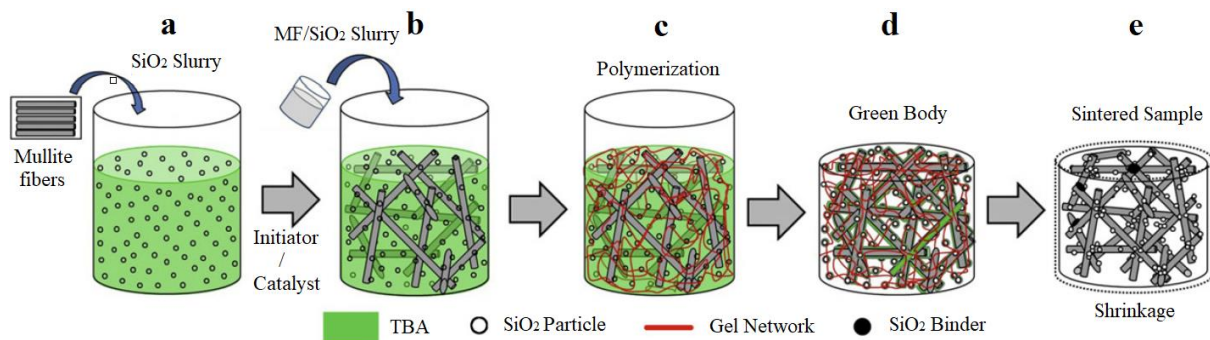 a
b
c
d
e
SiO₂ Slurry
MF/SiO₂ Slurry
Polymerization
Green Body
Sintered Sample
Mullite
fibers
Initiator
/
Catalyst
Shrinkage
TBA
SiO₂ Particle
Gel Network
SiO₂ Binder